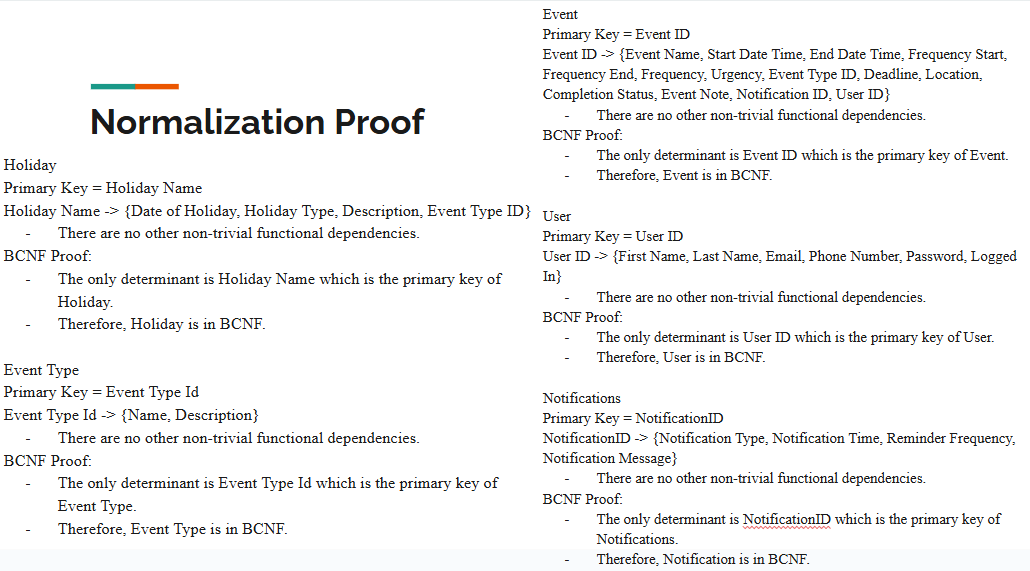 Normalization Proof
Holiday
Primary Key = Holiday Name
Holiday Name -> {Date of Holiday, Holiday Type, Description, Event Type ID}
- There are no other non-trivial functional dependencies.
BCNF Proof:
- The only determinant is Holiday Name which is the primary key of
Holiday.
- Therefore, Holiday is in BCNF.
Event Type
Primary Key = Event Type Id
Event Type Id -> {Name, Description}
- There are no other non-trivial functional dependencies.
BCNF Proof:
- The only determinant is Event Type Id which is the primary key of
Event Type.
- Therefore, Event Type is in BCNF.
Event
Primary Key = Event ID
Event ID -> {Event Name, Start Date Time, End Date Time, Frequency Start,
Frequency End, Frequency, Urgency, Event Type ID, Deadline, Location,
Completion Status, Event Note, Notification ID, User ID}
- There are no other non-trivial functional dependencies.
BCNF Proof:
- The only determinant is Event ID which is the primary key of Event.
- Therefore, Event is in BCNF.
User
Primary Key = User ID
User ID -> {First Name, Last Name, Email, Phone Number, Password, Logged
In}
- There are no other non-trivial functional dependencies.
BCNF Proof:
- The only determinant is User ID which is the primary key of User.
- Therefore, User is in BCNF.
Notifications
Primary Key = NotificationID
NotificationID -> {Notification Type, Notification Time, Reminder Frequency,
Notification Message}
- There are no other non-trivial functional dependencies.
BCNF Proof:
- The only determinant is NotificationID which is the primary key of
Notifications.
- Therefore, Notification is in BCNF.